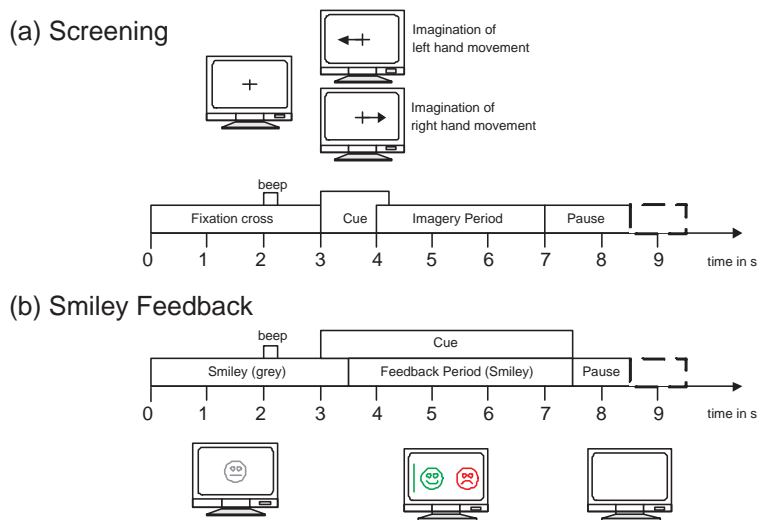 (a) Screening
Imagination of
left hand movement
Imagination of
right hand movement
beep
Fixation cross
Cue
Imagery Period
Pause
0 1 2 3 4 5 6 7 8 9
time in s
(b) Smiley Feedback
beep
Cue
Smiley (grey)
Feedback Period (Smiley)
Pause
0 1 2 3 4 5 6 7 8 9
time in s